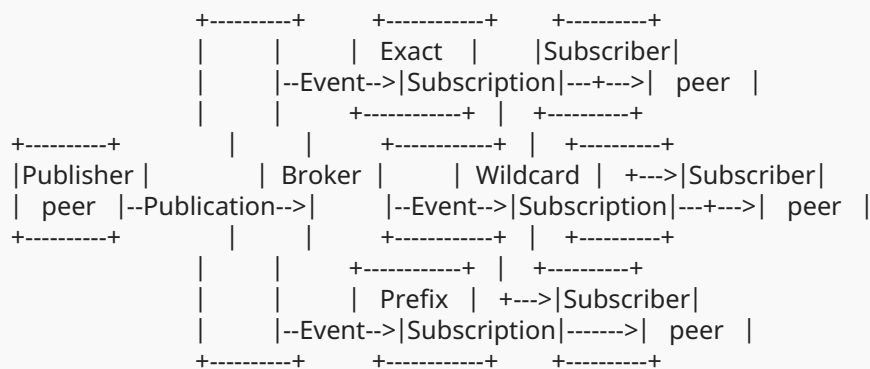 +----------+ +------------+ +----------+
| | | Exact | |Subscriber|
| |--Event-->|Subscription|---+--->| peer |
| | +------------+ | +----------+
+----------+ | | +------------+ | +----------+
|Publisher | | Broker | | Wildcard | +--->|Subscriber|
| peer |--Publication-->| |--Event-->|Subscription|---+--->| peer |
+----------+ | | +------------+ | +----------+
| | +------------+ | +----------+
| | | Prefix | +--->|Subscriber|
| |--Event-->|Subscription|------->| peer |
+----------+ +------------+ +----------+